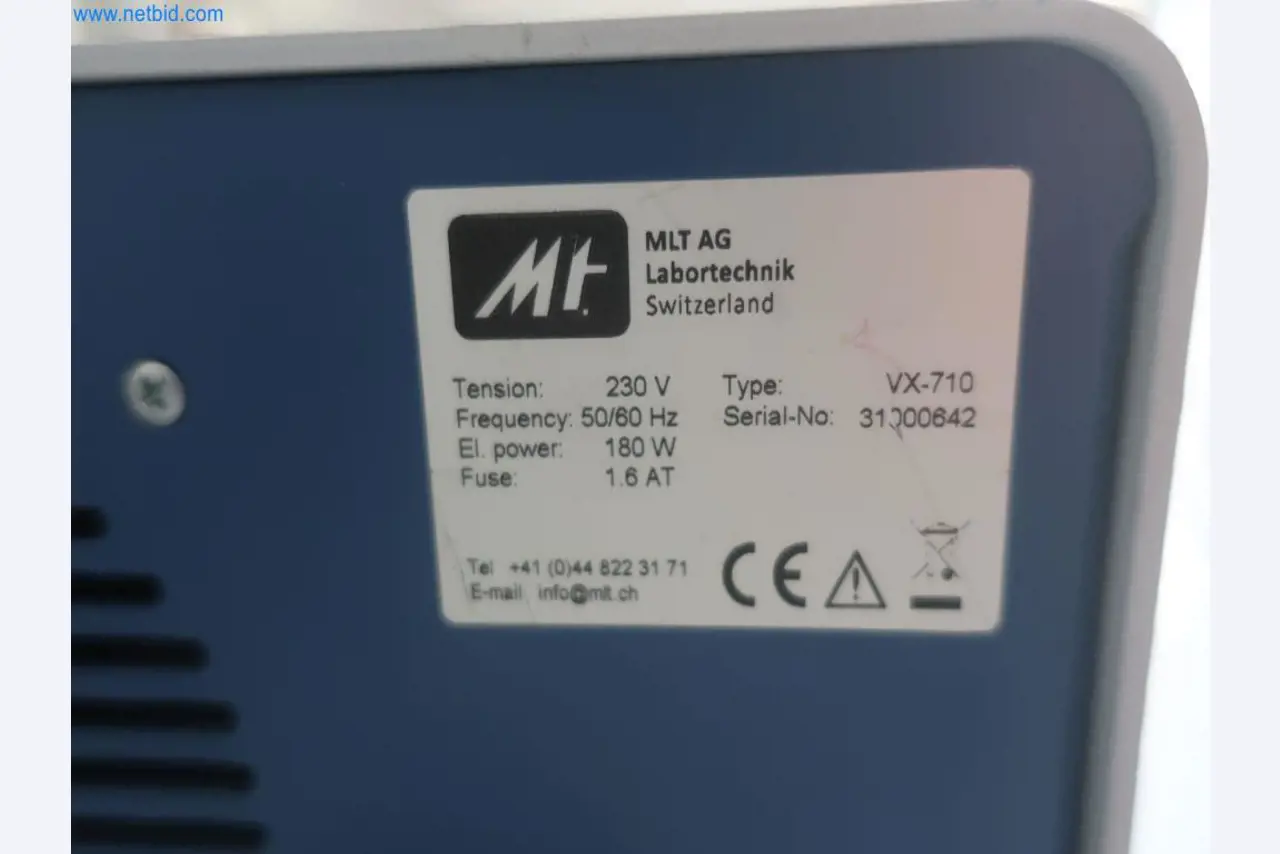 www.netbid.com
Mt.
MLT AG
Labortechnik
Switzerland
Tension: 230 V Type: VX-710
Frequency: 50/60 Hz Serial-No: 31000642
El. power: 180 W
Fuse: 1.6 AT
Tel +41 (0)44 822 31 71
E-mail info@mlt.ch
CE